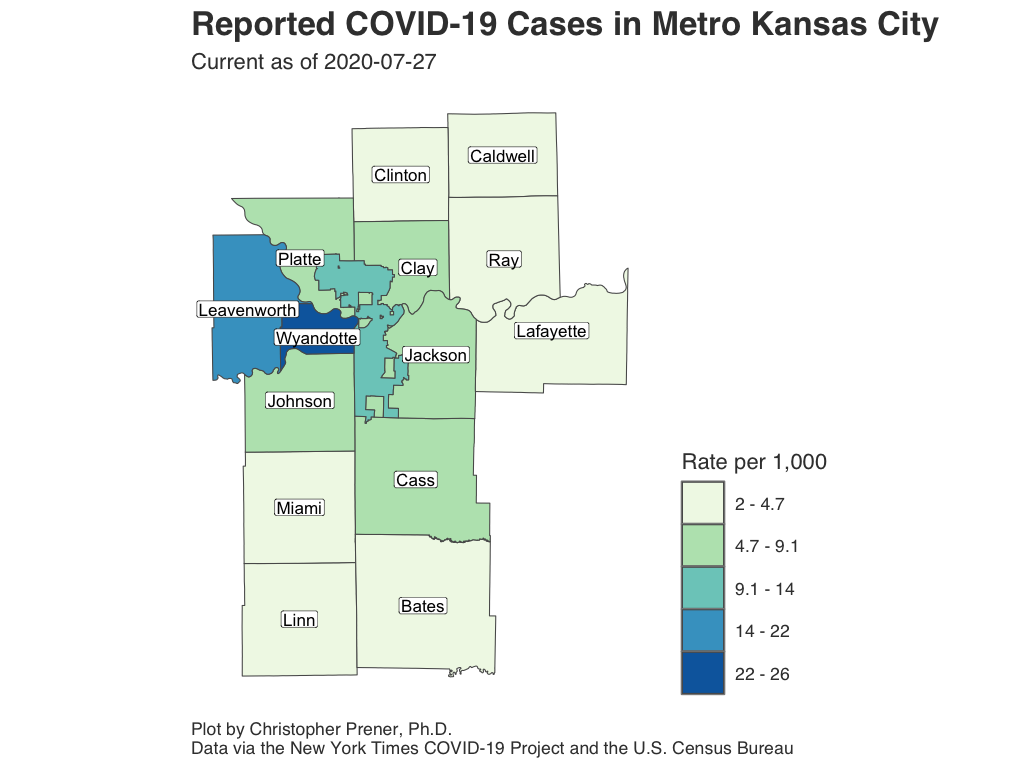 Reported COVID-19 Cases in Metro Kansas City
Current as of 2020-07-27
Caldwell
Clinton
Platte
Clay
Ray
Leavenworth
Lafayette
Wyandotte
Jackson
Johnson
Cass
Miami
Bates
Linn
Rate per 1,000
2 - 4.7
4.7 - 9.1
9.1 - 14
14 - 22
22 - 26
Plot by Christopher Prener, Ph.D.
Data via the New York Times COVID-19 Project and the U.S. Census Bureau